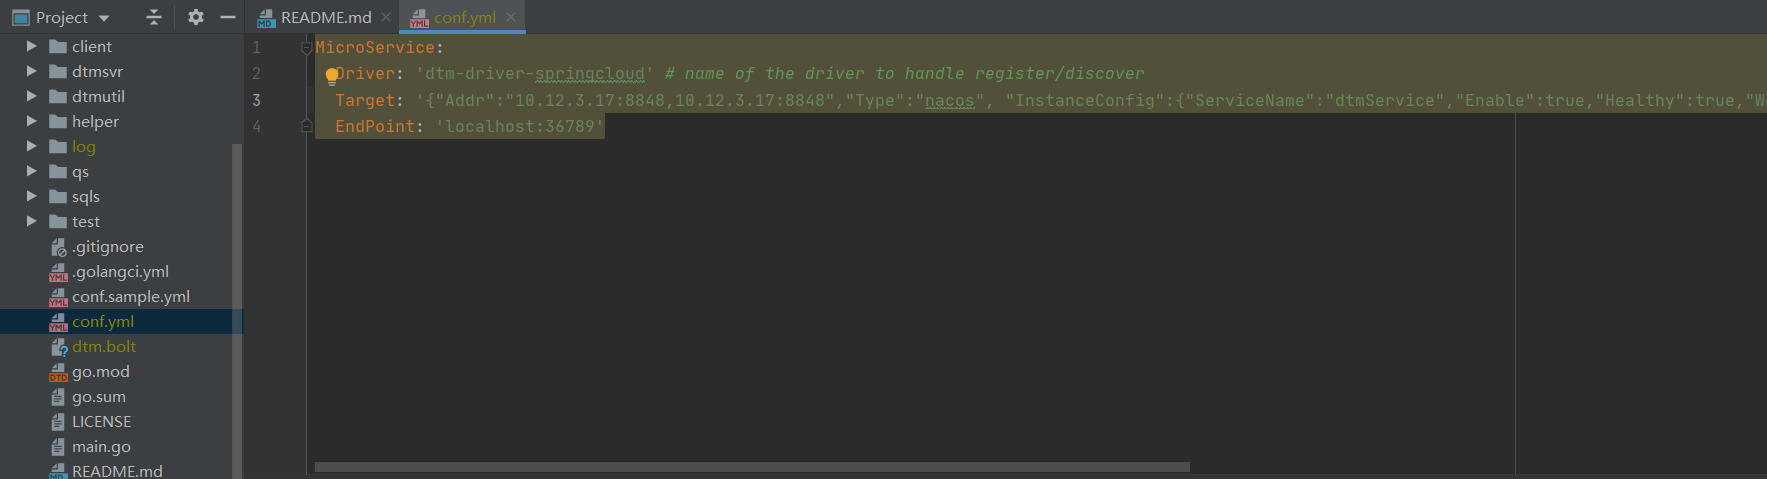 Project
README.md
conf.yml
client
dtmsvr
dtmutil
helper
log
qs
sqls
test
.gitignore
.golangci.yml
conf.sample.yml
conf.yml
dtm.bolt
go.mod
go.sum
LICENSE
main.go
README.md
1 MicroService:
2 Driver: 'dtm-driver-springcloud' # name of the driver to handle register/discover
3 Target: '{"Addr":"10.12.3.17:8848,10.12.3.17:8848","Type":"nacos", "InstanceConfig":{"ServiceName":"dtmService","Enable":true,"Healthy":true,"
4 EndPoint: 'localhost:36789'